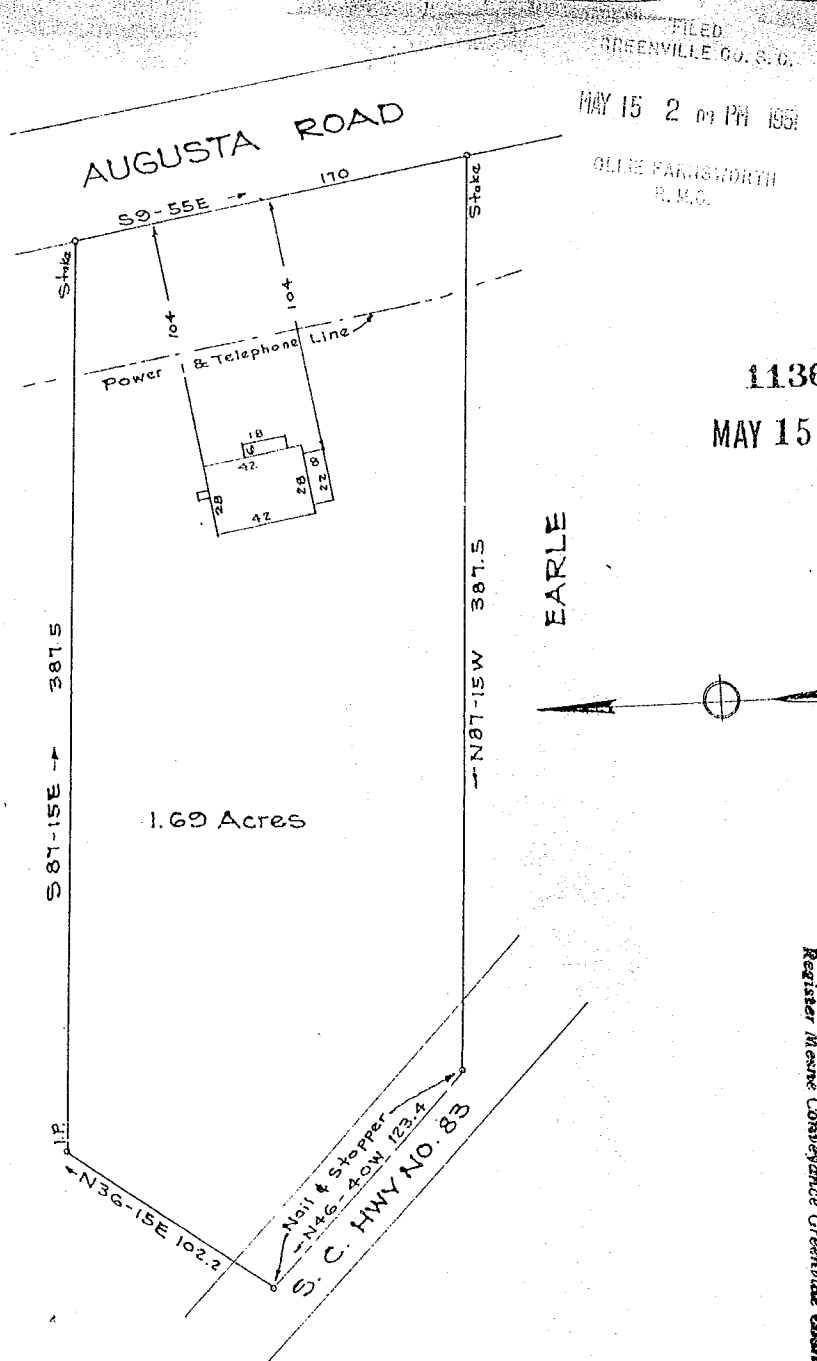 FILED
GREENVILLE CO. S. C.
MAY 15 2 PM
OLLIE FARNSWORTH
R. M. C.
AUGUSTA ROAD
S9-55E
170
Stake
Stake
104
104
Power & Telephone Line
1136
MAY 15
18
6
42
8
28
28
22
42
EARLE
S87-15E 387.5
N87-15W 387.5
1.69 Acres
I.P.
N36-15E 102.2
Nail & Stopper
N46-40W 123.4
S. C. HWY NO. 83
Register Mesne Conveyance Greenville